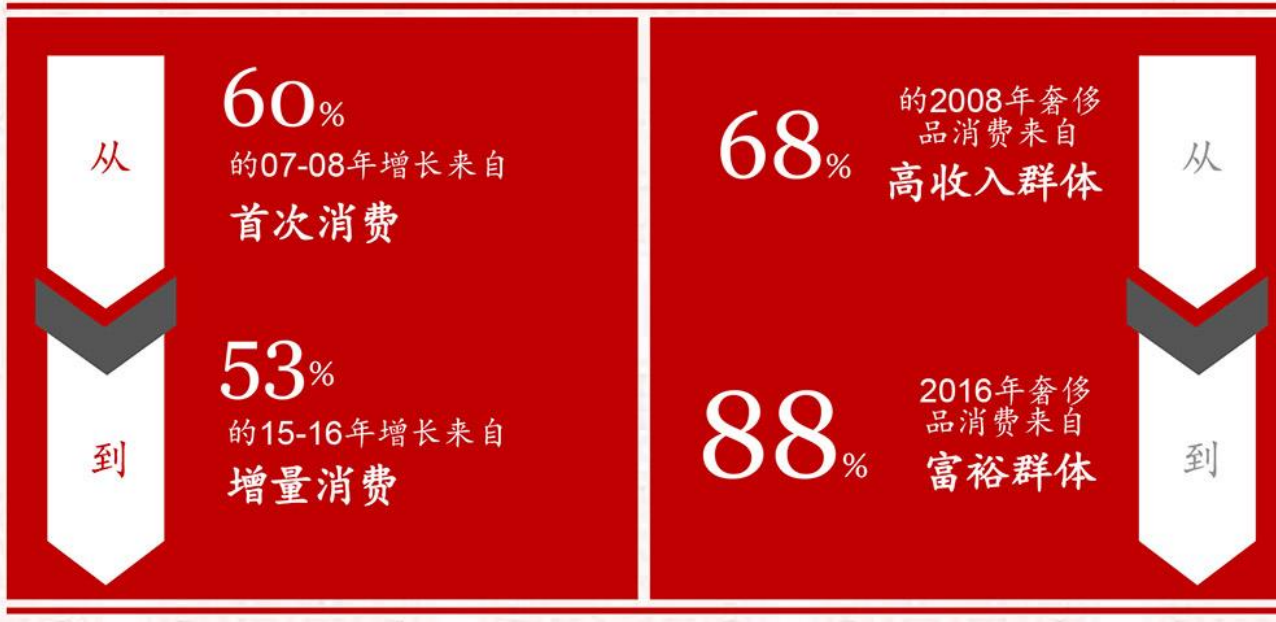 从
60%
的07-08年增长来自
首次消费
到
53%
的15-16年增长来自
增量消费
68%
的2008年奢侈
品消费来自
高收入群体
从
88%
2016年奢侈
品消费来自
富裕群体
到